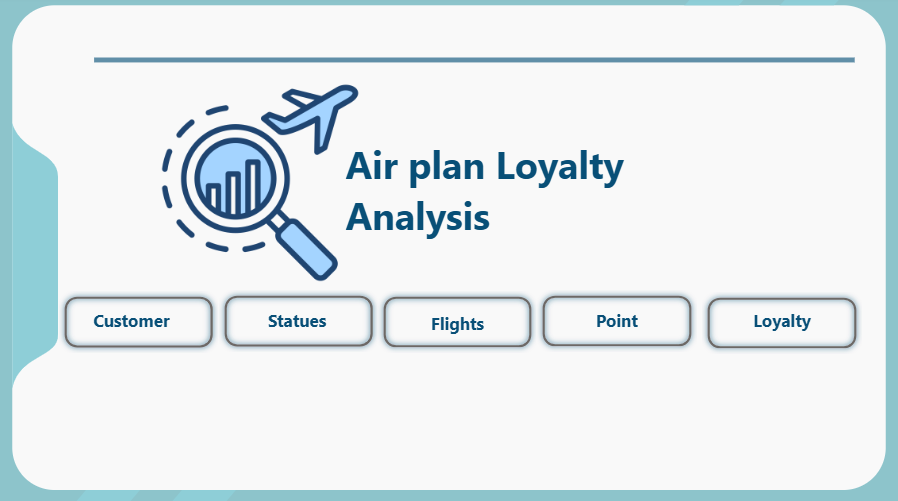 Air plan Loyalty
Analysis
Customer
Statues
Flights
Point
Loyalty